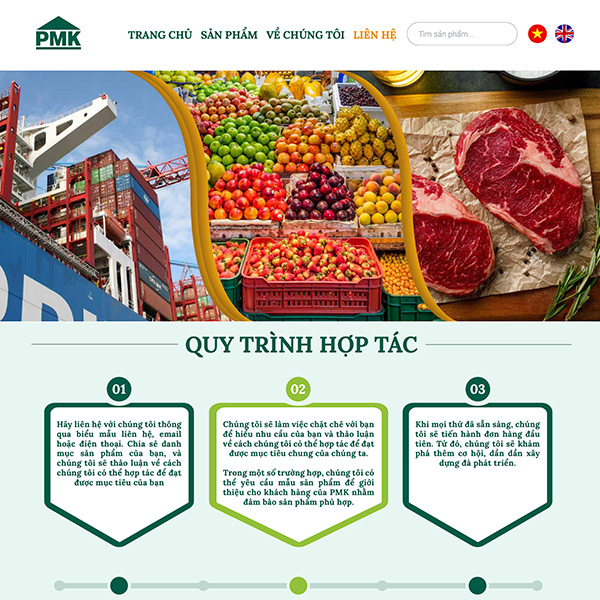 PMK
TRANG CHỦ SẢN PHẨM VỀ CHÚNG TÔI LIÊN HỆ
Tìm sản phẩm...
QUY TRÌNH HỢP TÁC
01
Hãy liên hệ với chúng tôi thông
qua biểu mẫu liên hệ, email
hoặc điện thoại. Chia sẻ danh
mục sản phẩm của bạn, và
chúng tôi sẽ thảo luận về cách
chúng tôi có thể hợp tác để đạt
được mục tiêu của bạn
02
Chúng tôi sẽ làm việc chặt chẽ với bạn
để hiểu nhu cầu của bạn và thảo luận
về cách chúng tôi có thể hợp tác để đạt
được mục tiêu chung của chúng ta.
Trong một số trường hợp, chúng tôi có
thể yêu cầu mẫu sản phẩm để giới
thiệu cho khách hàng của PMK nhằm
đảm bảo sản phẩm phù hợp.
03
Khi mọi thứ đã sẵn sàng, chúng
tôi sẽ tiến hành đơn hàng đầu
tiên. Từ đó, chúng tôi sẽ khám
phá thêm cơ hội, dần dần xây
dựng đà phát triển.